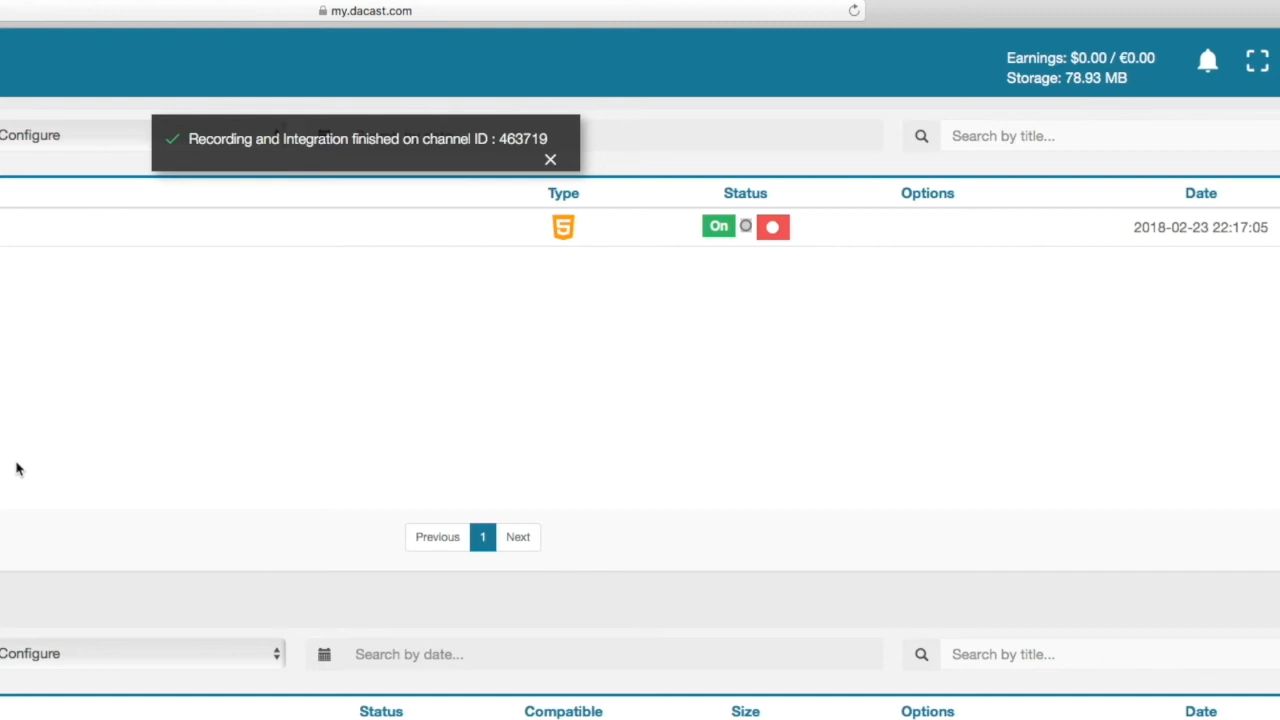 my.dacast.com
Earnings: $0.00 / €0.00
Storage: 78.93 MB
Configure
Recording and Integration finished on channel ID : 463719
Search by title...
Type
Status
Options
Date
5
On
2018-02-23 22:17:05
Previous
1
Next
Configure
Search by date...
Search by title...
Status
Compatible
Size
Options
Date